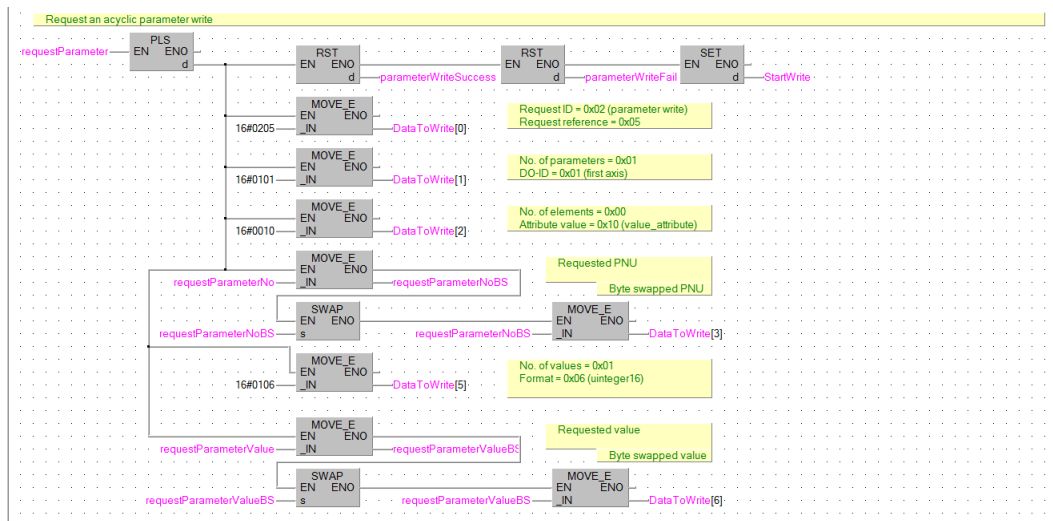 Request an acyclic parameter write
PLS
requestParameter EN ENO
d
RST RST SET
EN ENO EN ENO EN ENO
d parameterWriteSuccess d parameterWriteFail d StartWrite
MOVE_E
EN ENO
16#0205 _IN DataToWrite[0]
Request ID = 0x02 (parameter write)
Request reference = 0x05
MOVE_E
EN ENO
16#0101 _IN DataToWrite[1]
No. of parameters = 0x01
DO-ID = 0x01 (first axis)
MOVE_E
EN ENO
16#0010 _IN DataToWrite[2]
No. of elements = 0x00
Attribute value = 0x10 (value_attribute)
MOVE_E
EN ENO
requestParameterNo _IN requestParameterNoBS
Requested PNU
Byte swapped PNU
SWAP MOVE_E
EN ENO EN ENO
requestParameterNoBS s requestParameterNoBS _IN DataToWrite[3]
MOVE_E
EN ENO
16#0106 _IN DataToWrite[5]
No. of values = 0x01
Format = 0x06 (uinteger16)
MOVE_E
EN ENO
requestParameterValue _IN requestParameterValueBS
Requested value
Byte swapped value
SWAP MOVE_E
EN ENO EN ENO
requestParameterValueBS s requestParameterValueBS _IN DataToWrite[6]